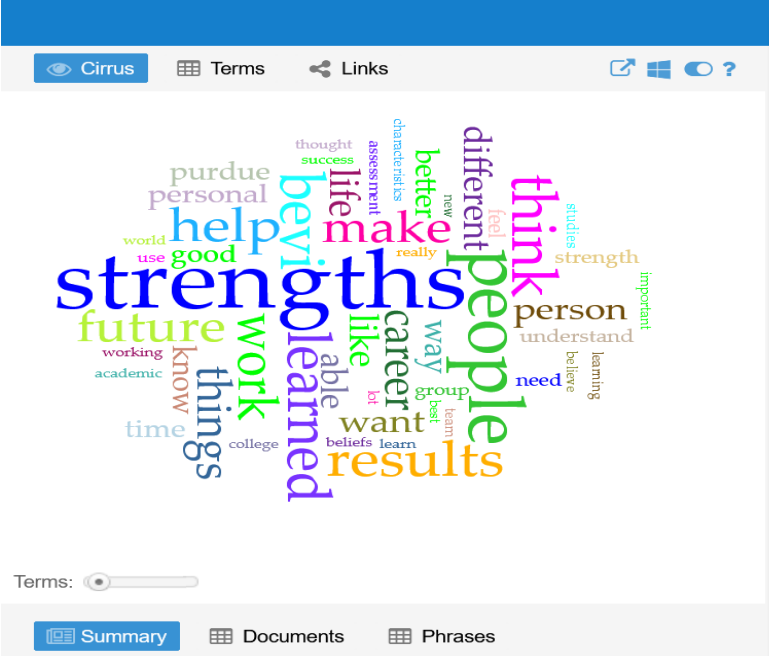 Cirrus Terms Links ?
thought
success
assessment
characteristics
better
different
purdue
personal
bevi
life
new
feel
think
studies
help
make
world
use
good
really
strength
strengths
people
important
future
person
understand
work
learned
like
career
way
working
academic
know
things
able
lot
group
need
believe
learning
best
team
want
time
college
beliefs
learn
results
Terms:
Summary Documents Phrases